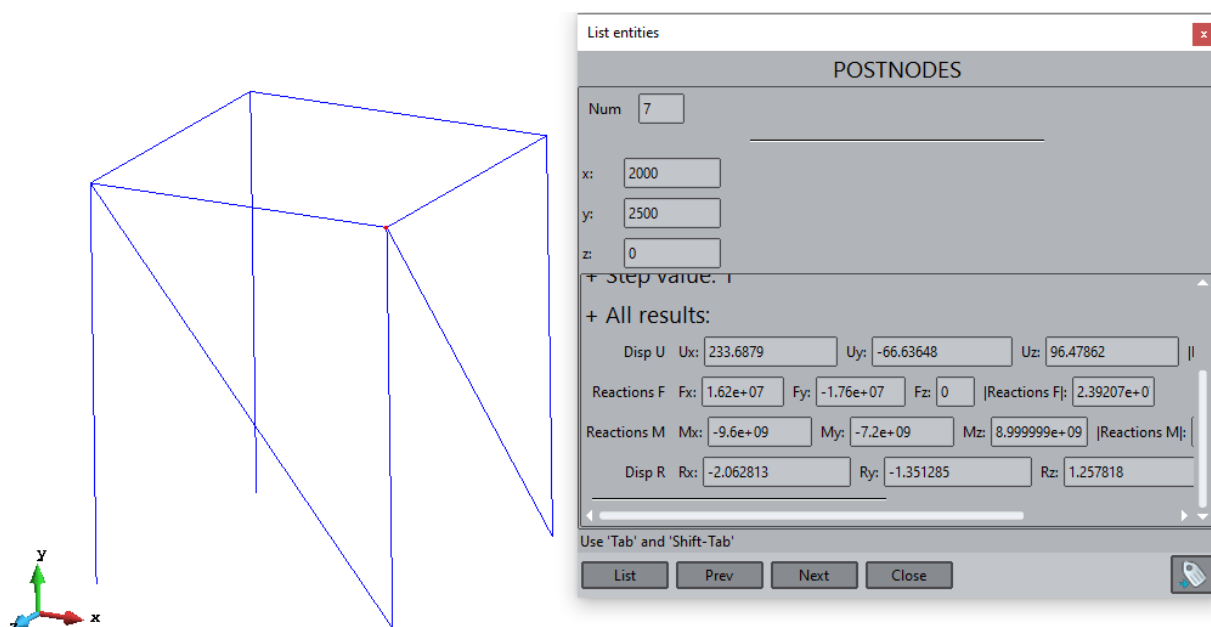 List entities
x
POSTNODES
Num 7
x: 2000
y: 2500
z: 0
+ Step value: 1
+ All results:
Disp U Ux: 233.6879 Uy: -66.63648 Uz: 96.47862
Reactions F Fx: 1.62e+07 Fy: -1.76e+07 Fz: 0 |Reactions F|: 2.39207e+0
Reactions M Mx: -9.6e+09 My: -7.2e+09 Mz: 8.999999e+09 |Reactions M|:
Disp R Rx: -2.062813 Ry: -1.351285 Rz: 1.257818
Use 'Tab' and 'Shift-Tab'
List Prev Next Close
y
x